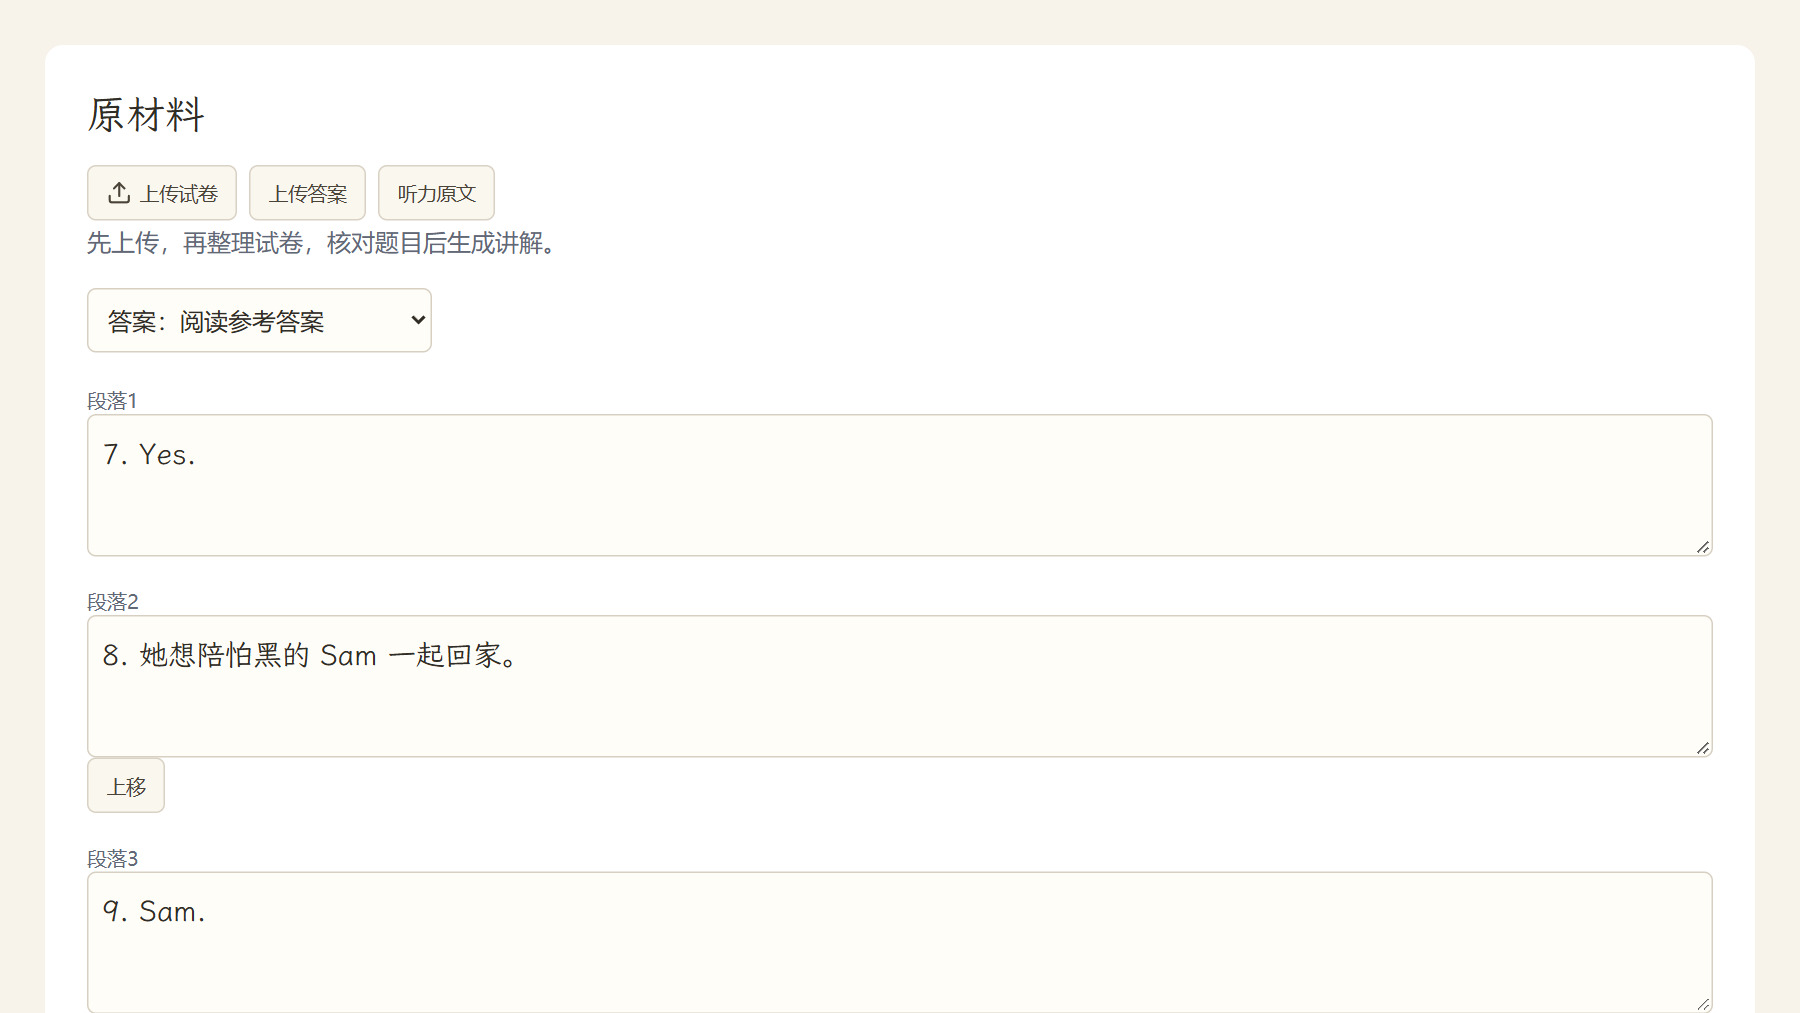 原材料
上传试卷 上传答案 听力原文
先上传，再整理试卷，核对题目后生成讲解。
答案：阅读参考答案
段落1
7. Yes.
段落2
8. 她想陪怕黑的 Sam 一起回家。
上移
段落3
9. Sam.